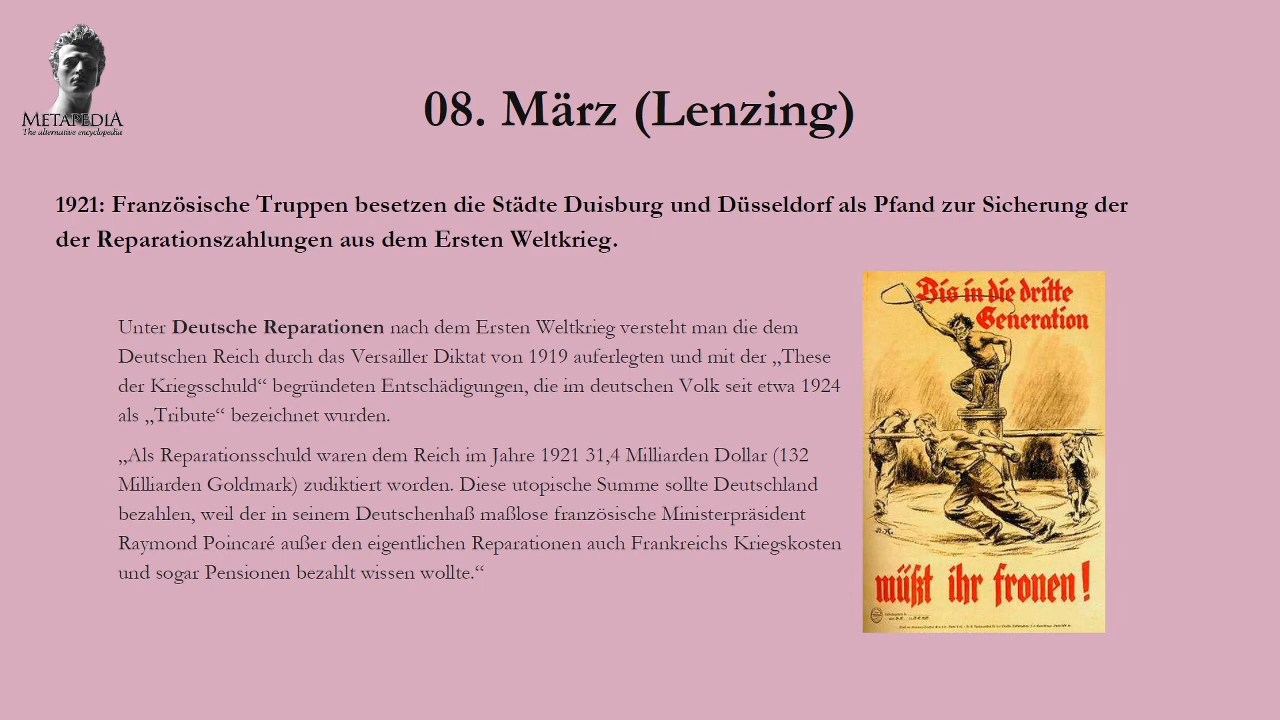 METAPEDIA
The alternative encyclopedia
08. März (Lenzing)
1921: Französische Truppen besetzen die Städte Duisburg und Düsseldorf als Pfand zur Sicherung der
der Reparationszahlungen aus dem Ersten Weltkrieg.
Unter Deutsche Reparationen nach dem Ersten Weltkrieg versteht man die dem
Deutschen Reich durch das Versailler Diktat von 1919 auferlegten und mit der „These
der Kriegsschuld“ begründeten Entschädigungen, die im deutschen Volk seit etwa 1924
als „Tribute“ bezeichnet wurden.
„Als Reparationsschuld waren dem Reich im Jahre 1921 31,4 Milliarden Dollar (132
Milliarden Goldmark) zudiktiert worden. Diese utopische Summe sollte Deutschland
bezahlen, weil der in seinem Deutschenhaß maßlose französische Ministerpräsident
Raymond Poincaré außer den eigentlichen Reparationen auch Frankreichs Kriegskosten
und sogar Pensionen bezahlt wissen wollte.“
Bis in die dritte
Generation
müßt ihr fronen!